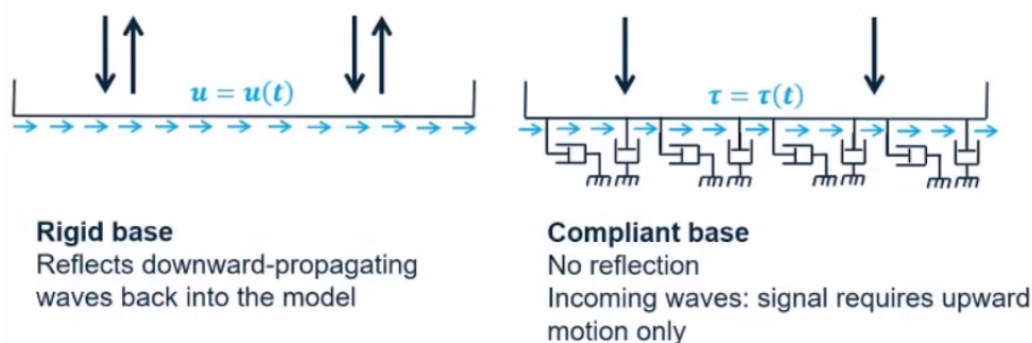 u = u(t)
τ = τ(t)
Rigid base
Reflects downward-propagating
waves back into the model
Compliant base
No reflection
Incoming waves: signal requires upward
motion only